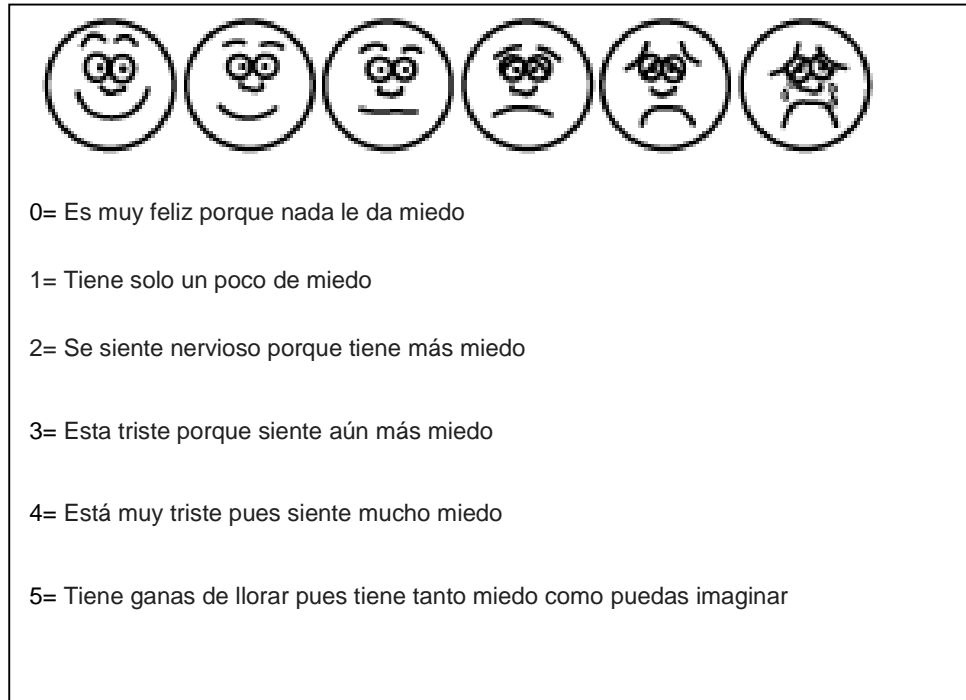 0= Es muy feliz porque nada le da miedo
1= Tiene solo un poco de miedo
2= Se siente nervioso porque tiene más miedo
3= Esta triste porque siente aún más miedo
4= Está muy triste pues siente mucho miedo
5= Tiene ganas de llorar pues tiene tanto miedo como puedas imaginar